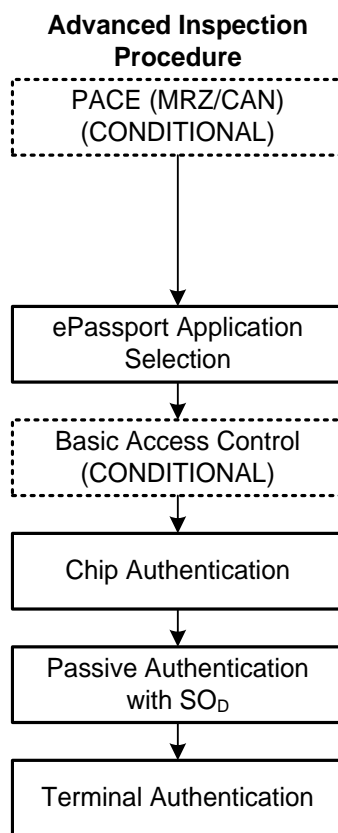 Advanced Inspection
Procedure
PACE (MRZ/CAN)
(CONDITIONAL)
ePassport Application
Selection
Basic Access Control
(CONDITIONAL)
Chip Authentication
Passive Authentication
with SO_D
Terminal Authentication